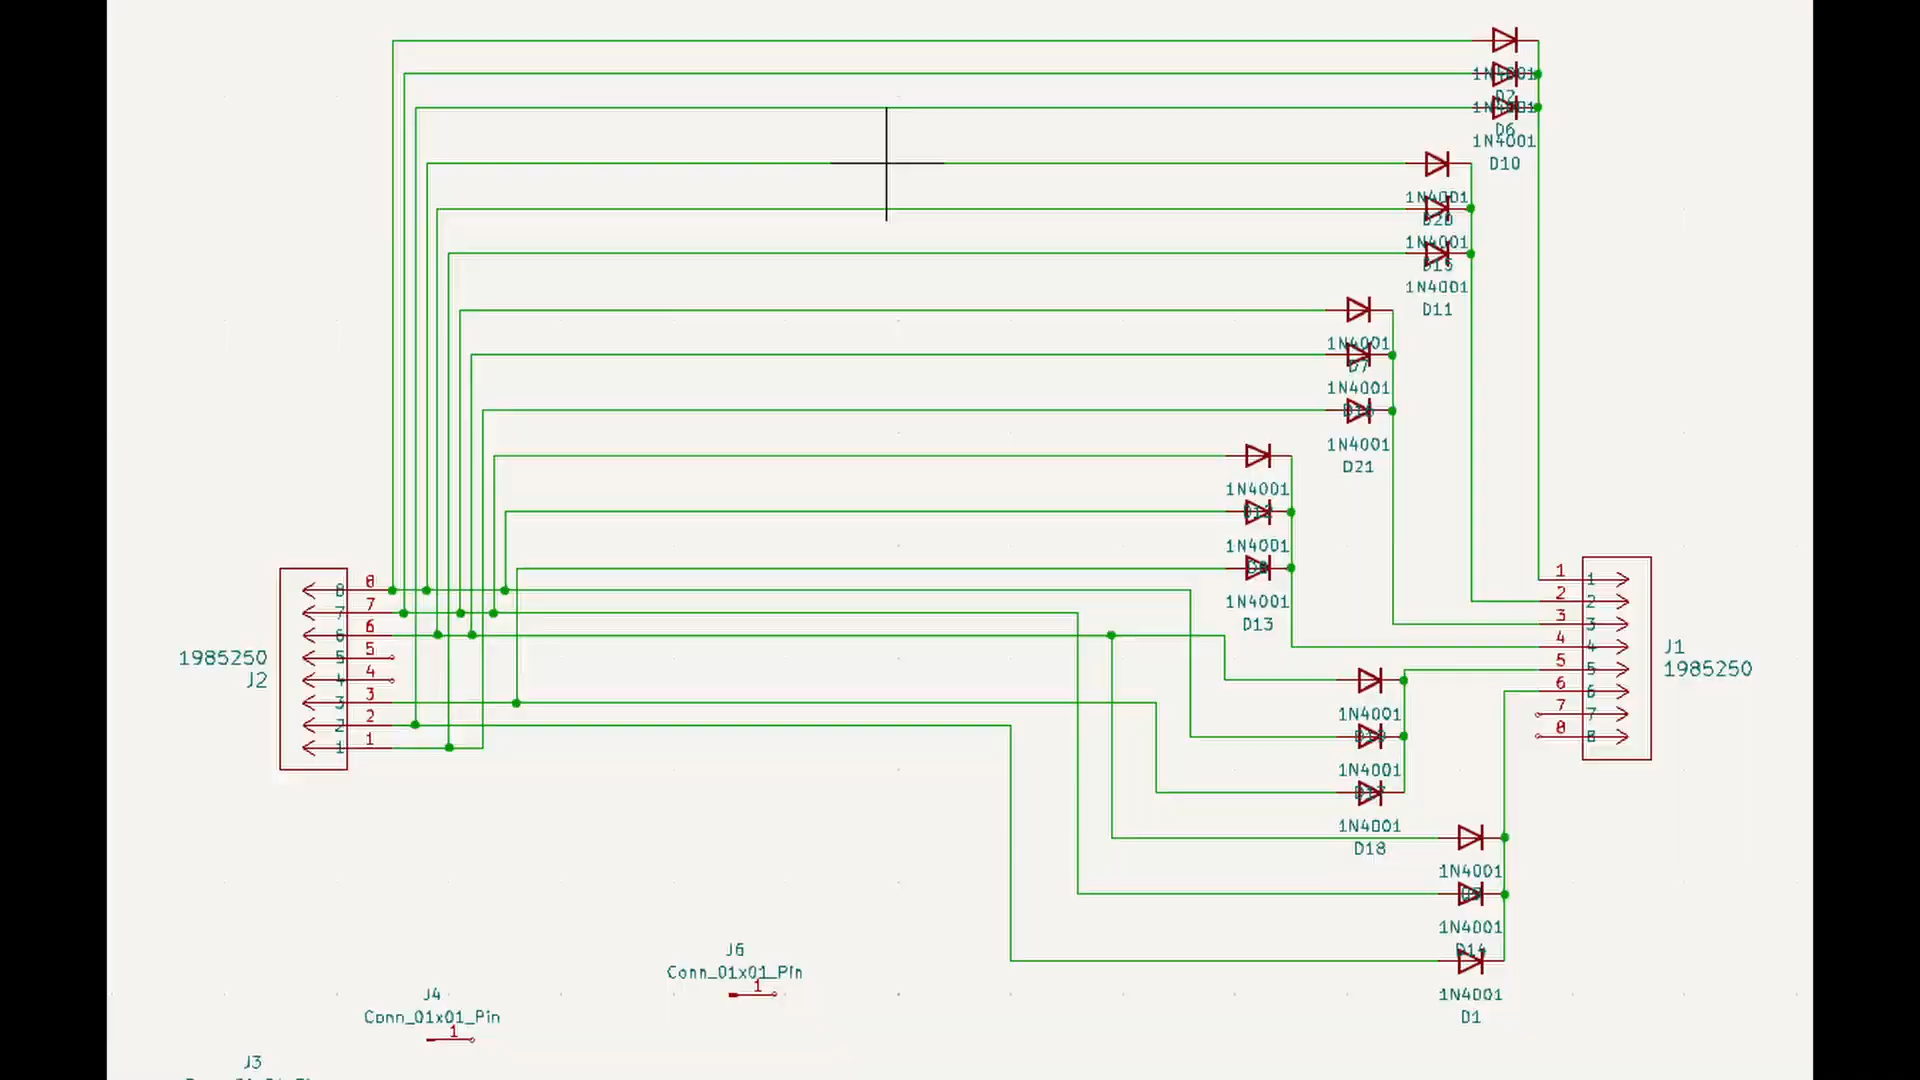 1N4001
D2
1N4001
D6
1N4001
D10
1N4001
D20
1N4001
D15
1N4001
D11
1N4001
D7
1N4001
1N4001
D21
1N4001
1N4001
1N4001
D13
8
8
7
7
6
6
5
5
4
4
3
3
2
2
1
1
1985250
J2
1
1
2
2
3
3
4
4
5
5
6
6
7
7
8
8
J1
1985250
1N4001
1N4001
1N4001
D18
1N4001
1N4001
D14
1N4001
D1
J6
Conn_01x01_Pin
1
J4
Conn_01x01_Pin
1
J3